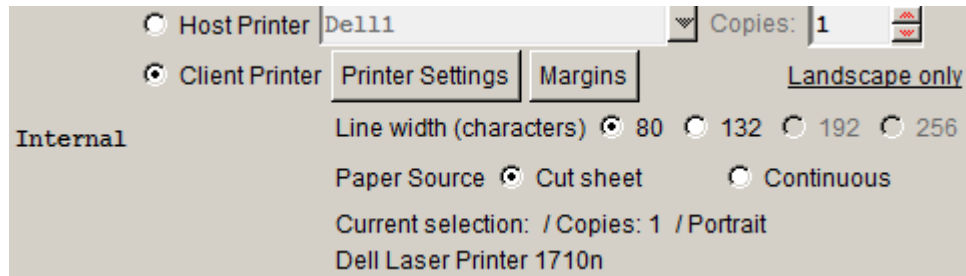 Host Printer Dell1 Copies: 1
Client Printer Printer Settings Margins Landscape only
Internal
Line width (characters) 80 132 192 256
Paper Source Cut sheet Continuous
Current selection: / Copies: 1 / Portrait
Dell Laser Printer 1710n